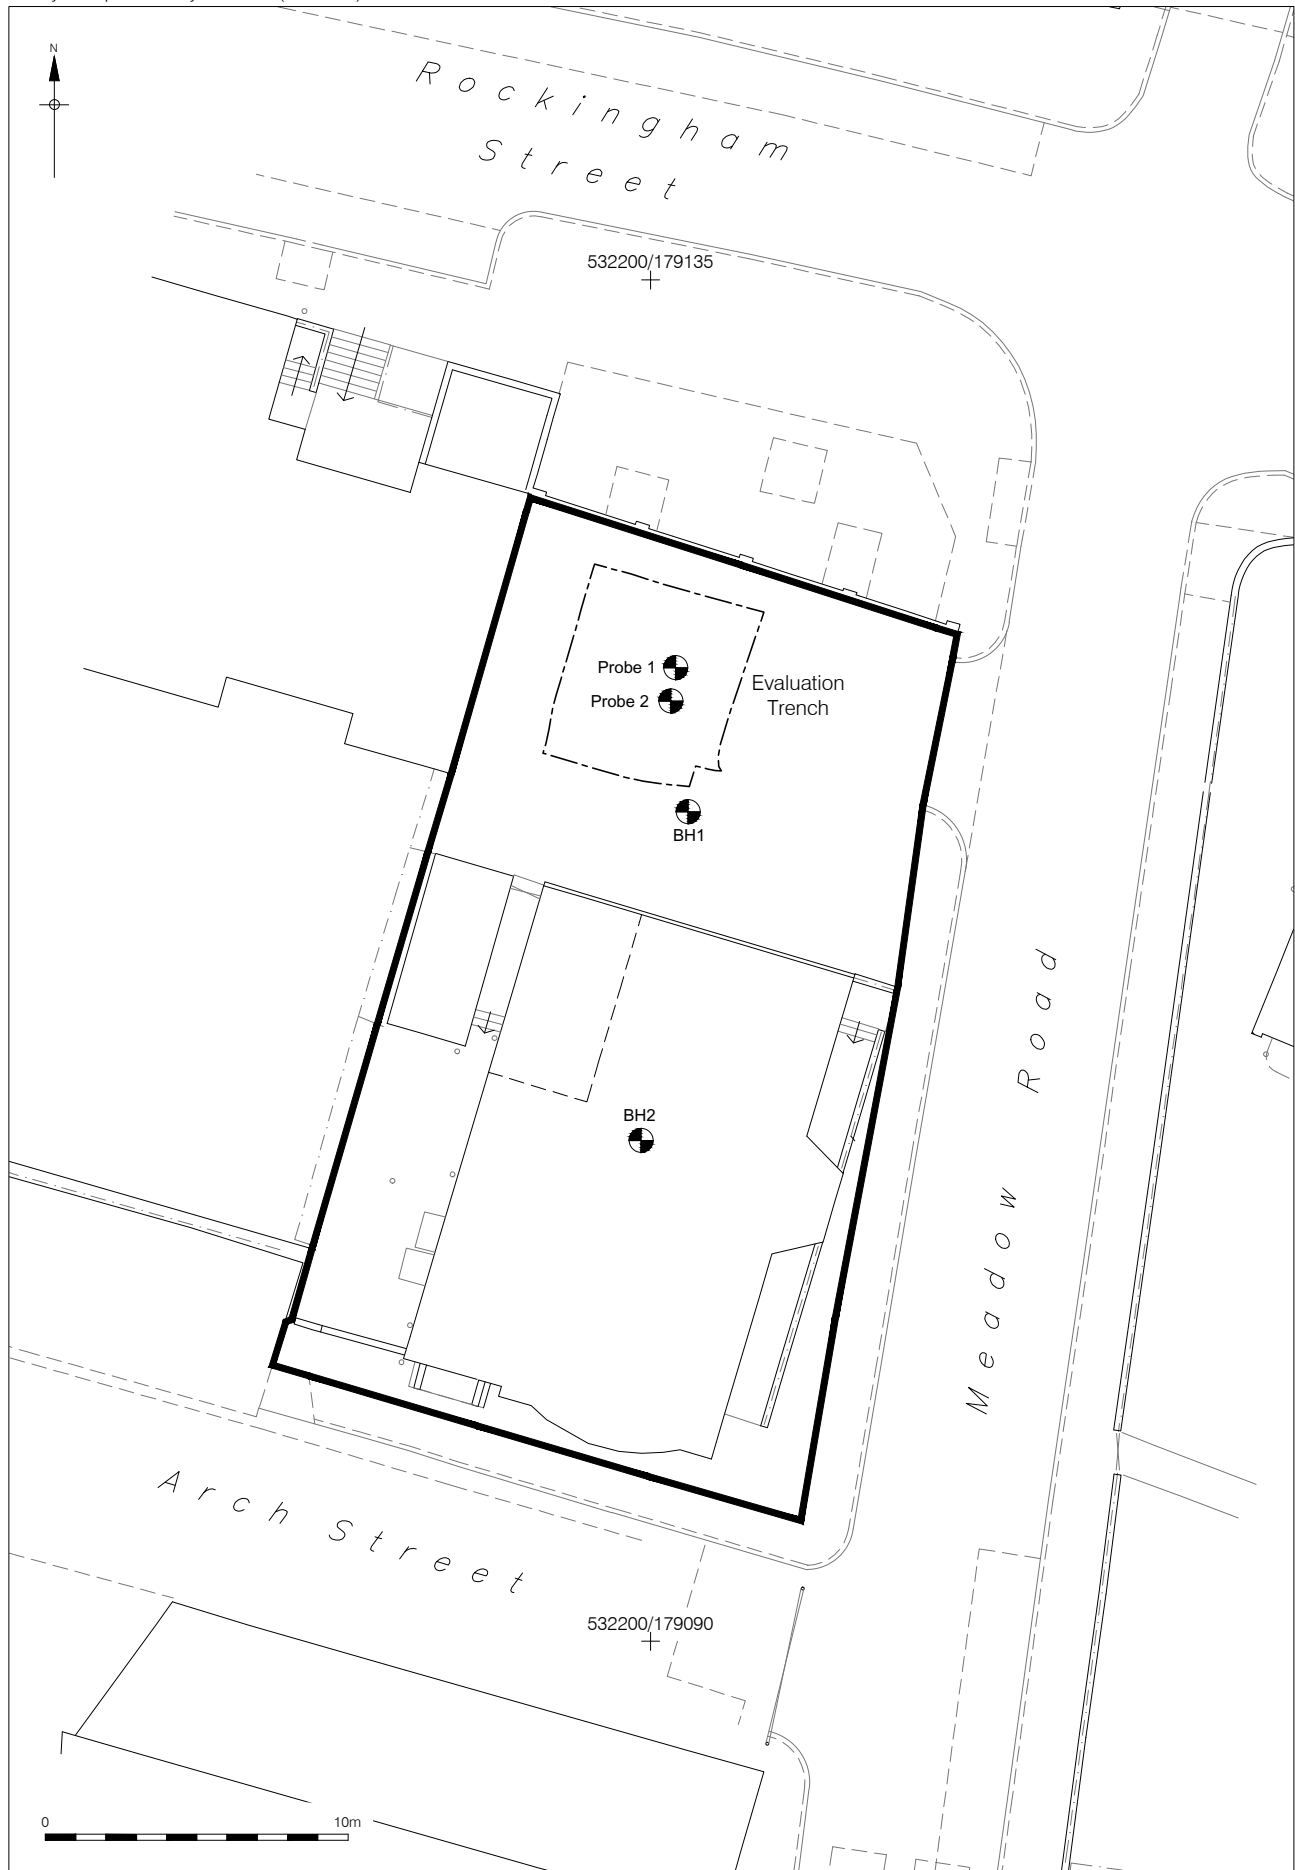 N
Rockingham
Street
532200/179135
Probe 1
Probe 2
Evaluation
Trench
BH1
BH2
Meadow Road
Arch Street
532200/179090
0 10m